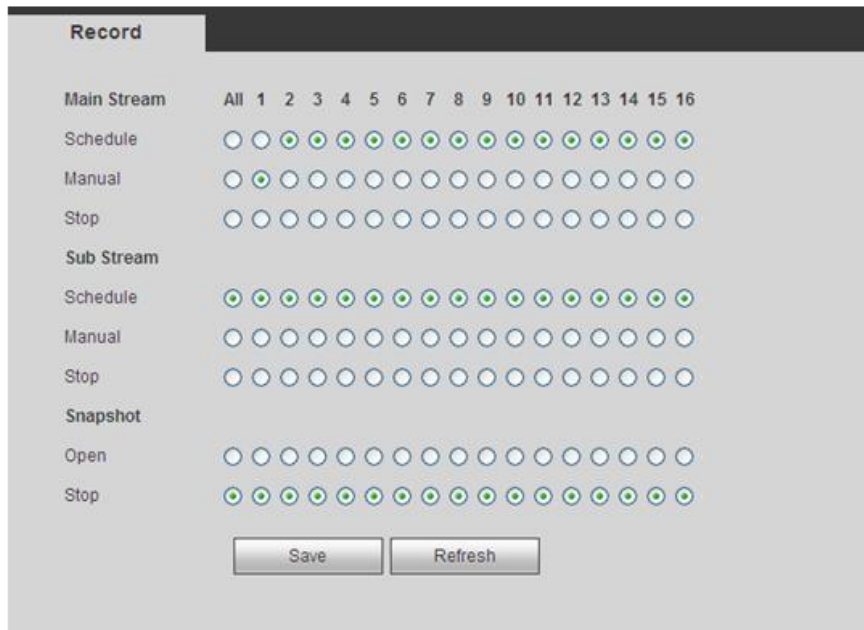 Record
Main Stream All 1 2 3 4 5 6 7 8 9 10 11 12 13 14 15 16
Schedule
Manual
Stop
Sub Stream
Schedule
Manual
Stop
Snapshot
Open
Stop
Save Refresh